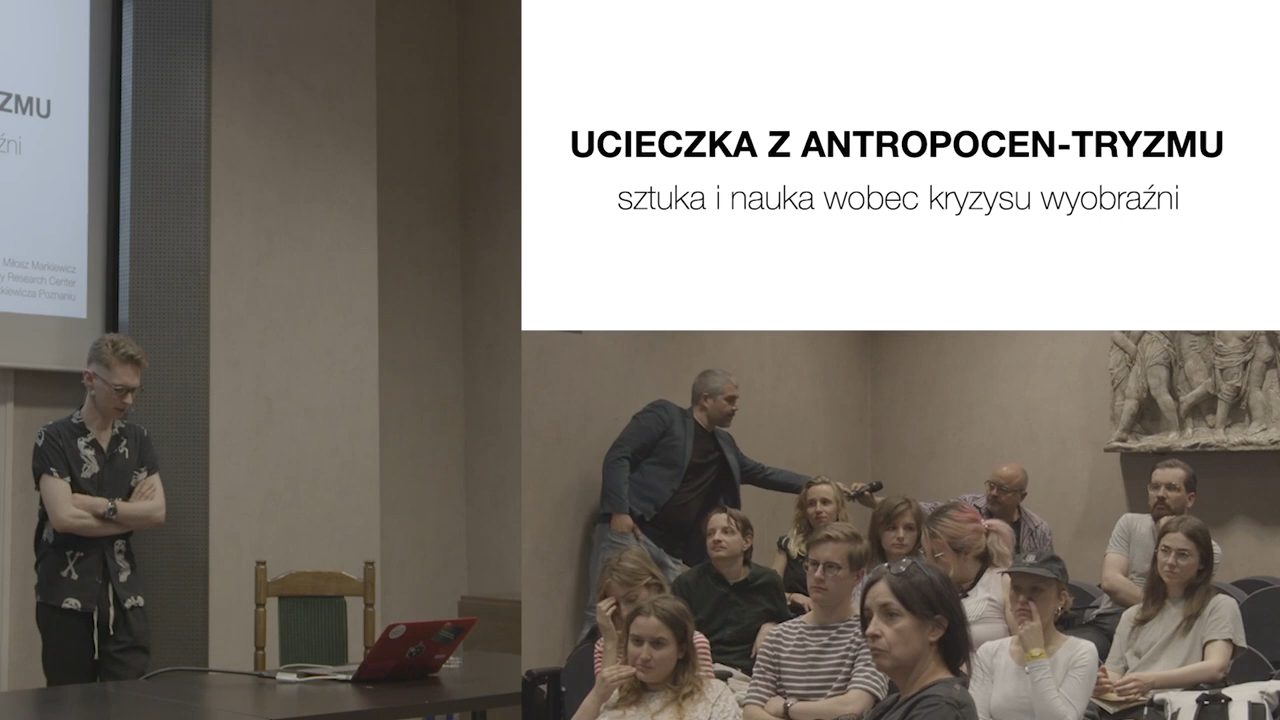 ZMU
źni
Miłosz Markiewicz
y Research Center
kiewicza Poznaniu
UCIECZKA Z ANTROPOCEN-TRYZMU
sztuka i nauka wobec kryzysu wyobraźni